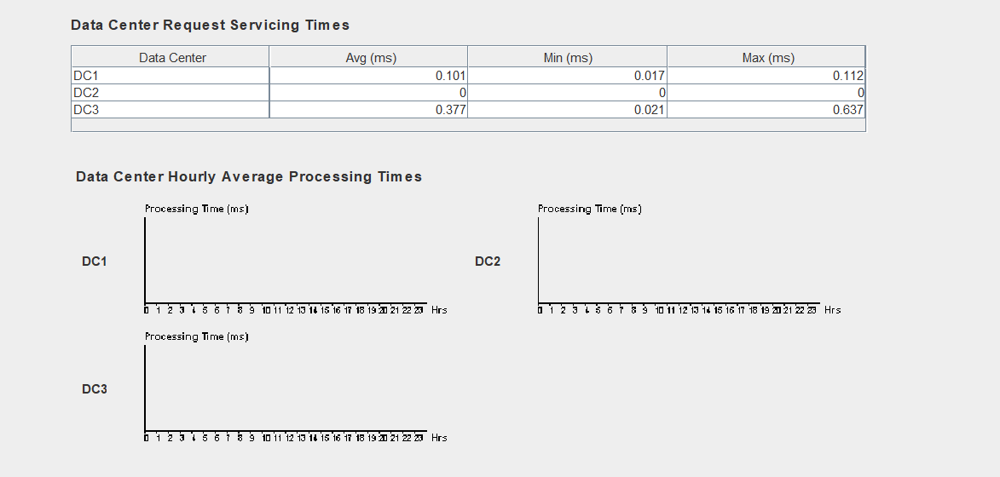 Data Center Request Servicing Times
Data Center Avg (ms) Min (ms) Max (ms)
DC1 0.101 0.017 0.112
DC2 0 0 0
DC3 0.377 0.021 0.637
Data Center Hourly Average Processing Times
Processing Time (ms)
DC1
0 1 2 3 4 5 6 7 8 9 10 11 12 13 14 15 16 17 18 19 20 21 22 23 Hrs
Processing Time (ms)
DC2
0 1 2 3 4 5 6 7 8 9 10 11 12 13 14 15 16 17 18 19 20 21 22 23 Hrs
Processing Time (ms)
DC3
0 1 2 3 4 5 6 7 8 9 10 11 12 13 14 15 16 17 18 19 20 21 22 23 Hrs